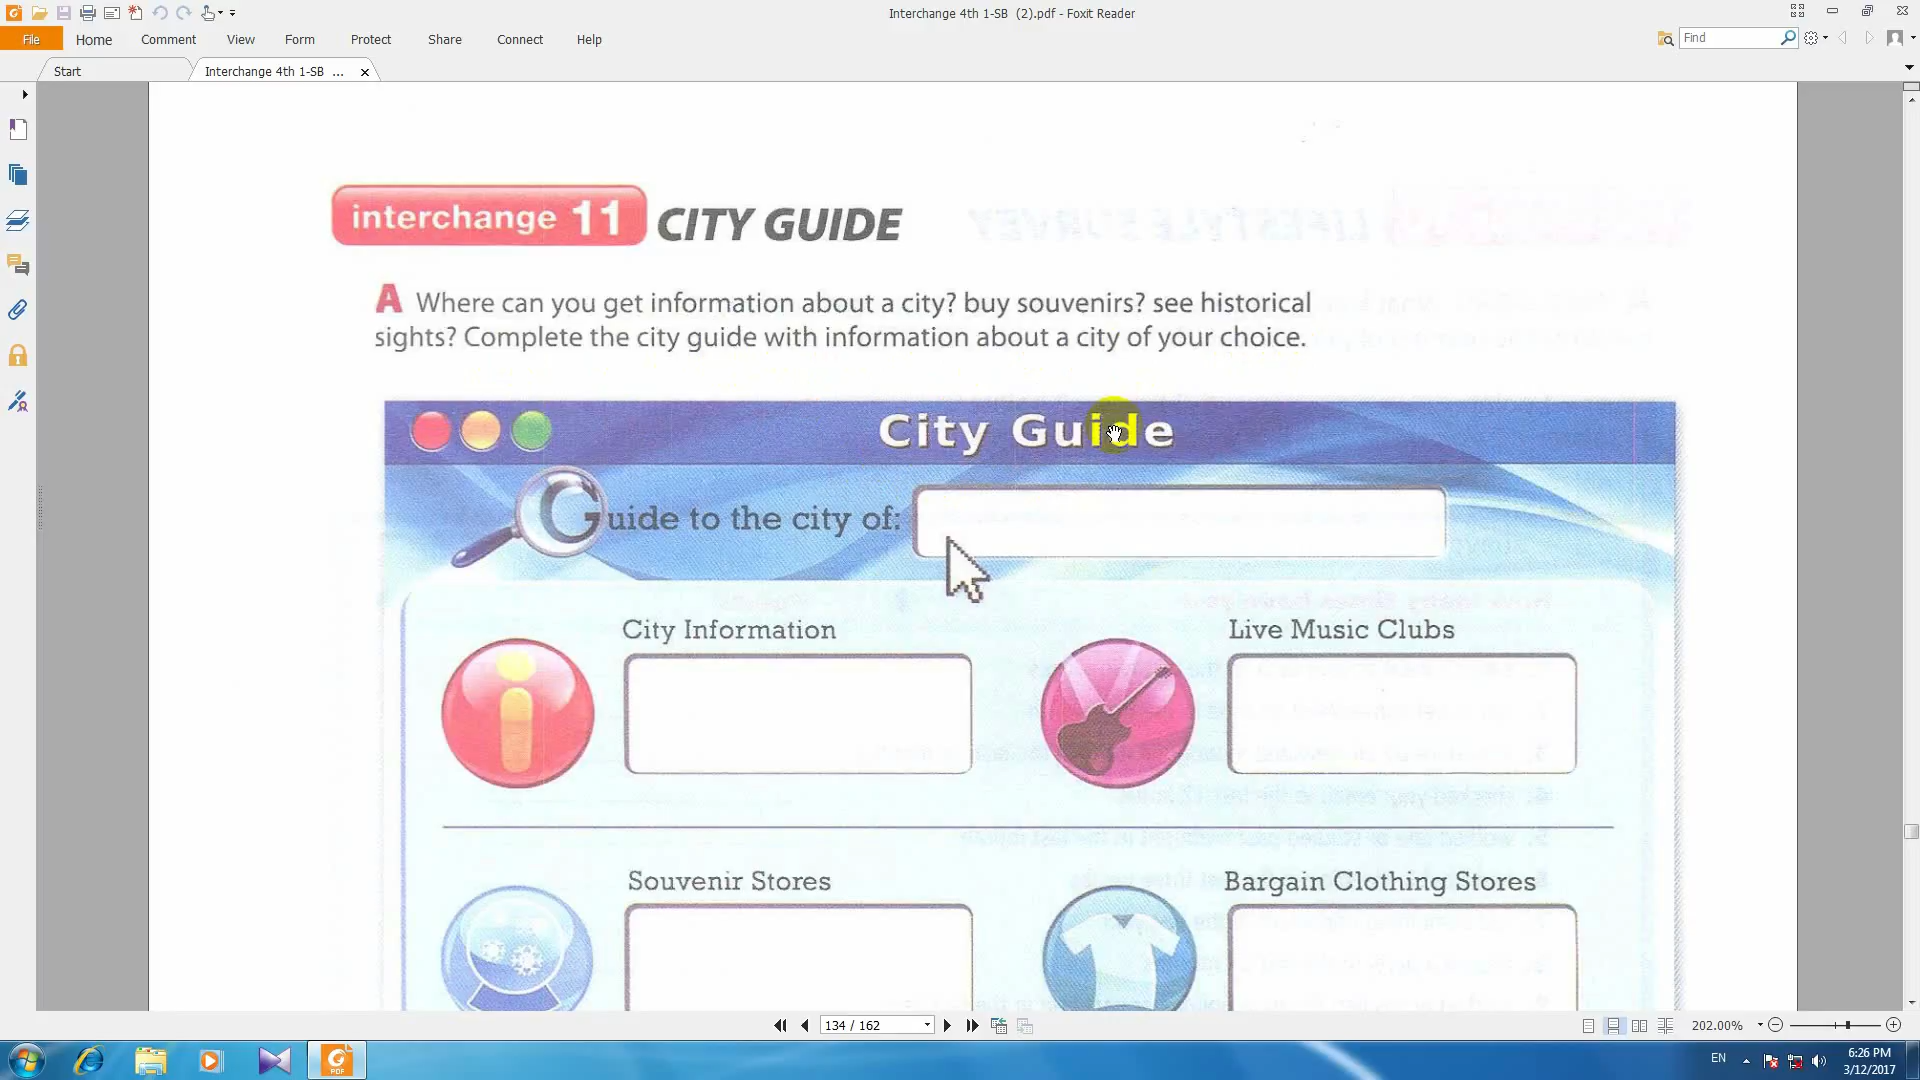 Interchange 4th 1-SB (2).pdf - Foxit Reader
File Home Comment View Form Protect Share Connect Help
Find
Start
Interchange 4th 1-SB ...
interchange 11 CITY GUIDE
LIFESTYLE SURVEY
A Where can you get information about a city? buy souvenirs? see historical
sights? Complete the city guide with information about a city of your choice.
City Guide
Guide to the city of:
City Information
Live Music Clubs
Souvenir Stores
Bargain Clothing Stores
134 / 162
202.00%
EN
6:26 PM
3/12/2017